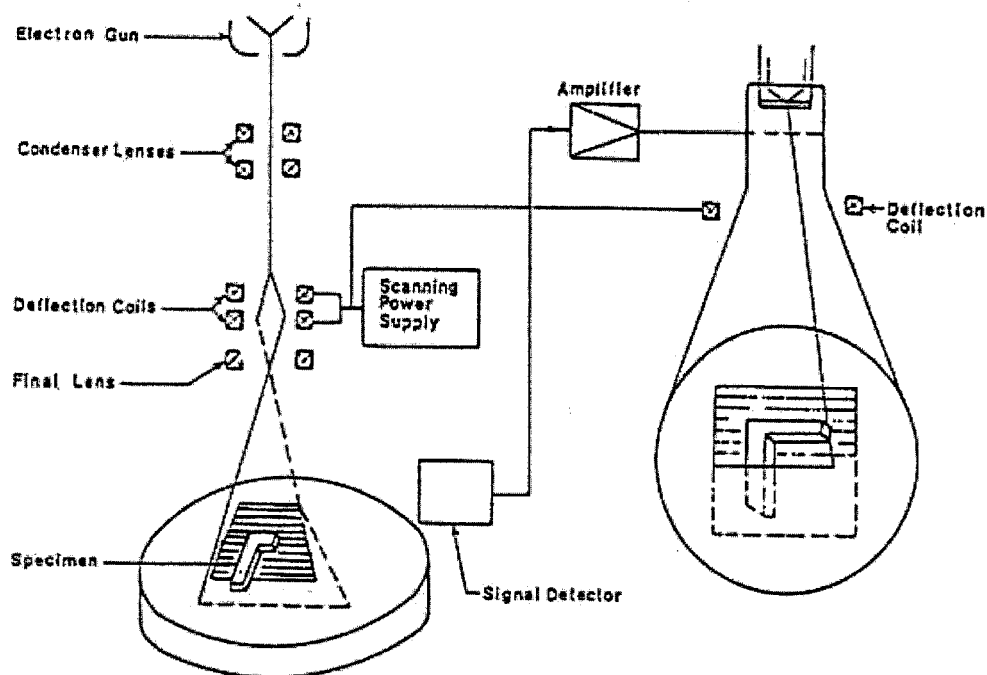 Electron Gun
Amplifier
Condenser Lenses
Deflection
Coil
Deflection Coils
Scanning
Power
Supply
Final Lens
Specimen
Signal Detector